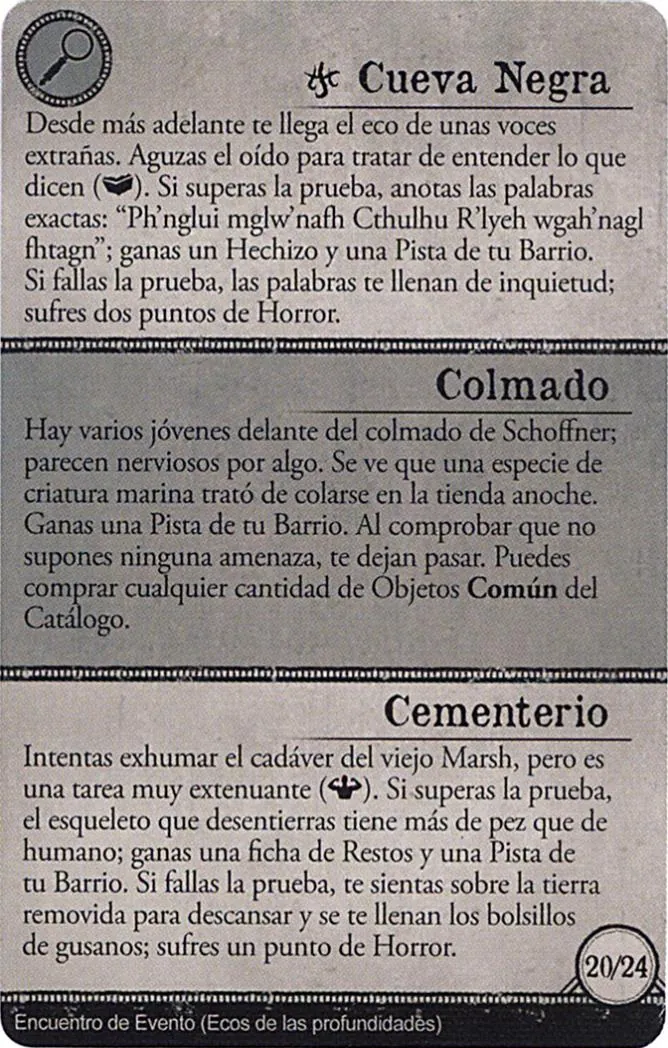 Cueva Negra
Desde más adelante te llega el eco de unas voces
extrañas. Aguzas el oído para tratar de entender lo que
dicen ( ). Si superas la prueba, anotas las palabras
exactas: “Ph’nglui mglw’nafh Cthulhu R’lyeh wgah’nagl
fhtagn”; ganas un Hechizo y una Pista de tu Barrio.
Si fallas la prueba, las palabras te llenan de inquietud;
sufres dos puntos de Horror.
Colmado
Hay varios jóvenes delante del colmado de Schoffner;
parecen nerviosos por algo. Se ve que una especie de
criatura marina trató de colarse en la tienda anoche.
Ganas una Pista de tu Barrio. Al comprobar que no
supones ninguna amenaza, te dejan pasar. Puedes
comprar cualquier cantidad de Objetos Común del
Catálogo.
Cementerio
Intentas exhumar el cadáver del viejo Marsh, pero es
una tarea muy extenuante ( ). Si superas la prueba,
el esqueleto que desentierras tiene más de pez que de
humano; ganas una ficha de Restos y una Pista de
tu Barrio. Si fallas la prueba, te sientas sobre la tierra
removida para descansar y se te llenan los bolsillos
de gusanos; sufres un punto de Horror.
20/24
Encuentro de Evento (Ecos de las profundidades)